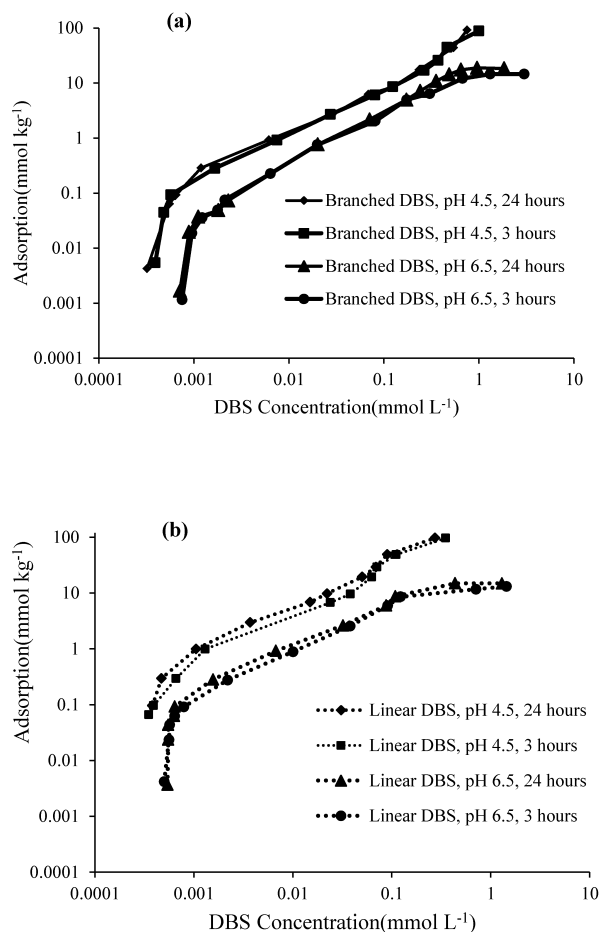 (a)
100
10
1
0.1
0.01
0.001
0.0001
Adsorption(mmol kg⁻¹)
Branched DBS, pH 4.5, 24 hours
Branched DBS, pH 4.5, 3 hours
Branched DBS, pH 6.5, 24 hours
Branched DBS, pH 6.5, 3 hours
0.0001 0.001 0.01 0.1 1 10
DBS Concentration(mmol L⁻¹)
(b)
100
10
1
0.1
0.01
0.001
0.0001
Adsorption(mmol kg⁻¹)
Linear DBS, pH 4.5, 24 hours
Linear DBS, pH 4.5, 3 hours
Linear DBS, pH 6.5, 24 hours
Linear DBS, pH 6.5, 3 hours
0.0001 0.001 0.01 0.1 1 10
DBS Concentration(mmol L⁻¹)